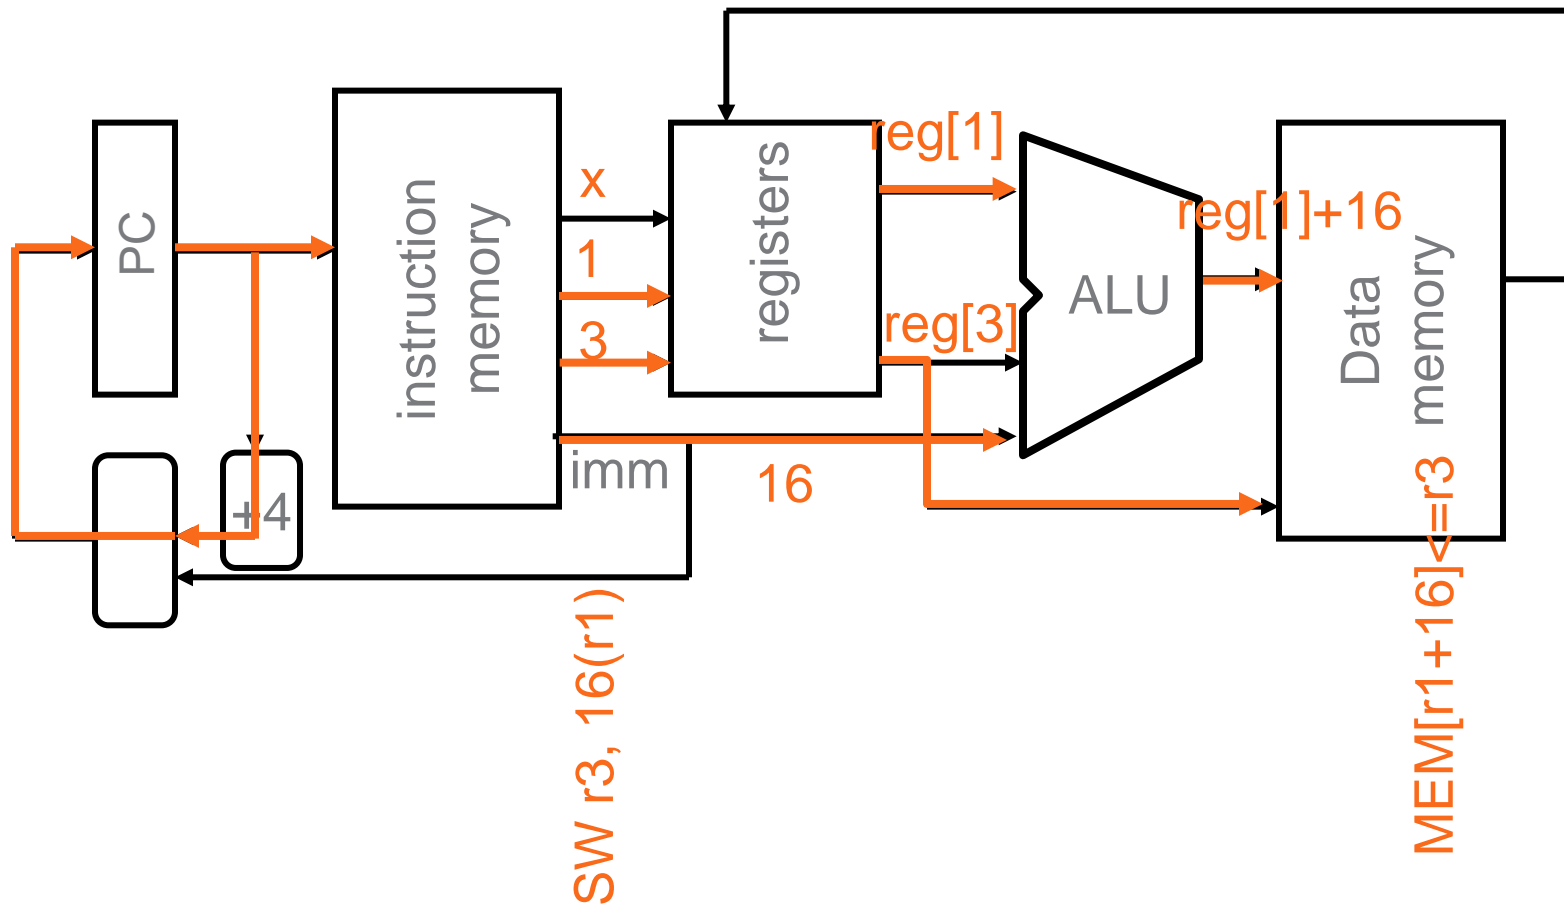 PC
+4
instruction
memory
x
1
3
imm
16
registers
reg[1]
reg[3]
ALU
reg[1]+16
Data
memory
SW r3, 16(r1)
MEM[r1+16]<=r3